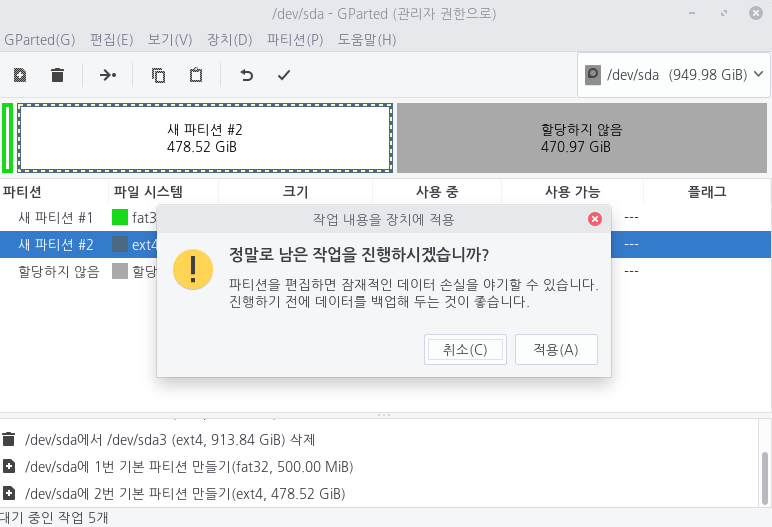 /dev/sda - GParted (관리자 권한으로)
GParted(G) 편집(E) 보기(V) 장치(D) 파티션(P) 도움말(H)
/dev/sda (949.98 GiB)
새 파티션 #2
478.52 GiB
할당하지 않음
470.97 GiB
파티션 파일 시스템 크기 사용 중 사용 가능 플래그
새 파티션 #1 fat3 ---
새 파티션 #2 ext4 ---
할당하지 않음 할당 ---
작업 내용을 장치에 적용
정말로 남은 작업을 진행하시겠습니까?
파티션을 편집하면 잠재적인 데이터 손실을 야기할 수 있습니다.
진행하기 전에 데이터를 백업해 두는 것이 좋습니다.
취소(C) 적용(A)
/dev/sda에서 /dev/sda3 (ext4, 913.84 GiB) 삭제
/dev/sda에 1번 기본 파티션 만들기(fat32, 500.00 MiB)
/dev/sda에 2번 기본 파티션 만들기(ext4, 478.52 GiB)
대기 중인 작업 5개